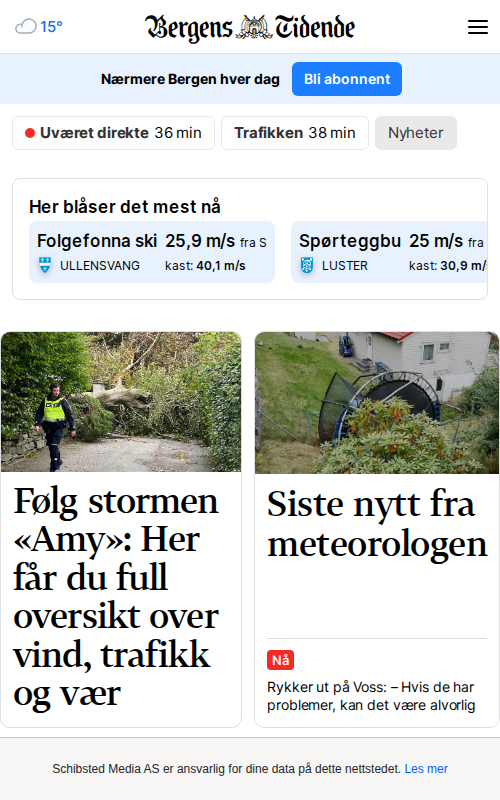 15°
Bergens Tidende
Nærmere Bergen hver dag
Bli abonnent
Uværet direkte 36 min
Trafikken 38 min
Nyheter
Her blåser det mest nå
Folgefonna ski 25,9 m/s fra S
ULLENSVANG kast: 40,1 m/s
Spørteggbu 25 m/s fra
LUSTER kast: 30,9 m/
Følg stormen
«Amy»: Her
får du full
oversikt over
vind, trafikk
og vær
Siste nytt fra
meteorologen
Nå
Rykker ut på Voss: – Hvis de har
problemer, kan det være alvorlig
Schibsted Media AS er ansvarlig for dine data på dette nettstedet. Les mer